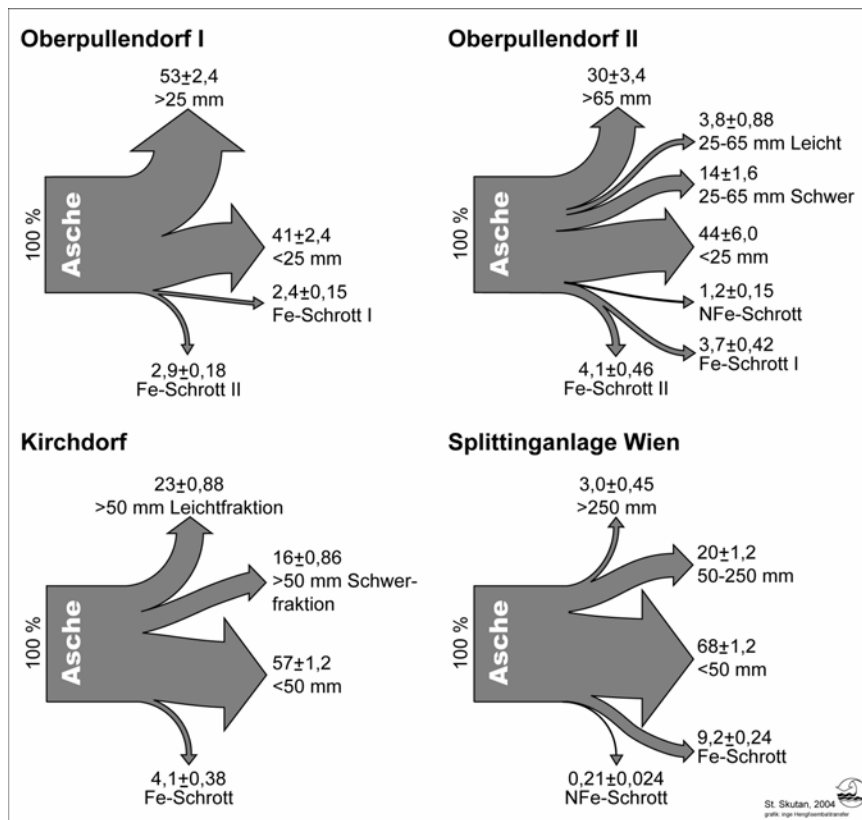 Oberpullendorf I
53±2,4
>25 mm
100 %
Asche
41±2,4
<25 mm
2,4±0,15
Fe-Schrott I
2,9±0,18
Fe-Schrott II
Oberpullendorf II
30±3,4
>65 mm
3,8±0,88
25-65 mm Leicht
14±1,6
25-65 mm Schwer
100 %
Asche
44±6,0
<25 mm
1,2±0,15
NFe-Schrott
3,7±0,42
Fe-Schrott I
4,1±0,46
Fe-Schrott II
Kirchdorf
23±0,88
>50 mm Leichtfraktion
16±0,86
>50 mm Schwer-
fraktion
100 %
Asche
57±1,2
<50 mm
4,1±0,38
Fe-Schrott
Splittinganlage Wien
3,0±0,45
>250 mm
20±1,2
50-250 mm
100 %
Asche
68±1,2
<50 mm
9,2±0,24
Fe-Schrott
0,21±0,024
NFe-Schrott
St. Skutan, 2004
grafik: inge